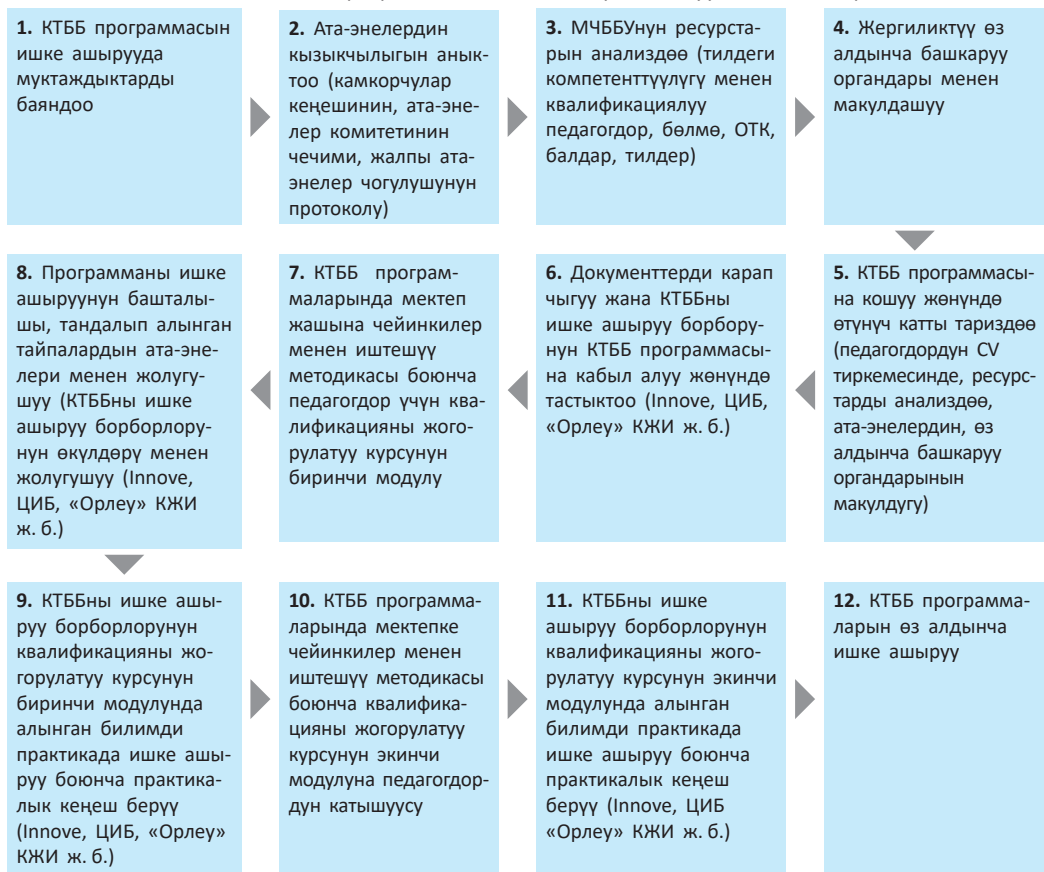 1. КТББ программасын
ишке ашырууда
муктаждыктарды
баяндоо
2. Ата-энелердин
кызыкчылыгын анык-
тоо (камкорчулар
кеңешинин, ата-эне-
лер комитетинин
чечими, жалпы ата-
энелер чогулушунун
протоколу)
3. МЧББУнун ресурста-
рын анализдөө (тилдеги
компетенттүүлүгү менен
квалификациялуу
педагогдор, бөлмө, ОТК,
балдар, тилдер)
4. Жергиликтүү өз
алдынча башкаруу
органдары менен
макулдашуу
8. Программаны ишке
ашыруунун башталы-
шы, тандалып алынган
тайпалардын ата-эне-
лери менен жолугу-
шуу (КТББны ишке
ашыруу борборлору-
нун өкүлдөрү менен
жолугушуу (Innove,
ЦИБ, «Орлеу» КЖИ
ж. б.)
7. КТББ програм-
маларында мектеп
жашына чейинкилер
менен иштешүү
методикасы боюнча
педагогдор үчүн ква-
лификацияны жого-
рулатуу курсунун
биринчи модулу
6. Документтерди карап
чыгуу жана КТББны
ишке ашыруу борбору-
нун КТББ программасы-
на кабыл алуу жөнүндө
тастыктоо (Innove, ЦИБ,
«Орлеу» КЖИ ж. б.)
5. КТББ программасы-
на кошуу жөнүндө
өтүнүч катты тариздөө
(педагогдордун CV
тиркемесинде, ресурс-
тарды анализдөө,
ата-энелердин, өз
алдынча башкаруу
органдарынын
макулдугу)
9. КТББны ишке ашы-
руу борборлорунун
квалификацияны жо-
горулатуу курсунун
биринчи модулунда
алынган билимди
практикада ишке ашы-
руу боюнча практика-
лык кеңеш берүү
(Innove, ЦИБ, «Орлеу»
КЖИ ж. б.)
10. КТББ программа-
ларында мектепке
чейинкилер менен
иштешүү методикасы
боюнча квалифика-
цияны жогорулатуу
курсунун экинчи
модулуна педагогдор-
дун катышуусу
11. КТББны ишке
ашыруу борборлорунун
квалификацияны жого-
рулатуу курсунун экинчи
модулунда алынган
билимди практикада
ишке ашыруу боюнча
практикалык кеңеш
берүү (Innove, ЦИБ
«Орлеу» КЖИ ж. б.)
12. КТББ программа-
ларын өз алдынча
ишке ашыруу